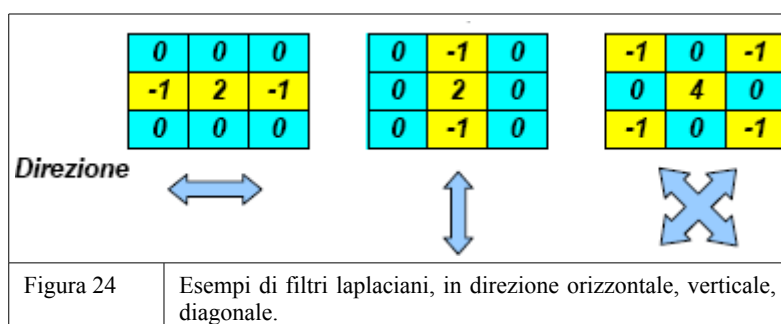 0 0 0 0 -1 0 -1 0 -1
-1 2 -1 0 2 0 0 4 0
0 0 0 0 -1 0 -1 0 -1
Direzione
Figura 24 Esempi di filtri laplaciani, in direzione orizzontale, verticale,
diagonale.